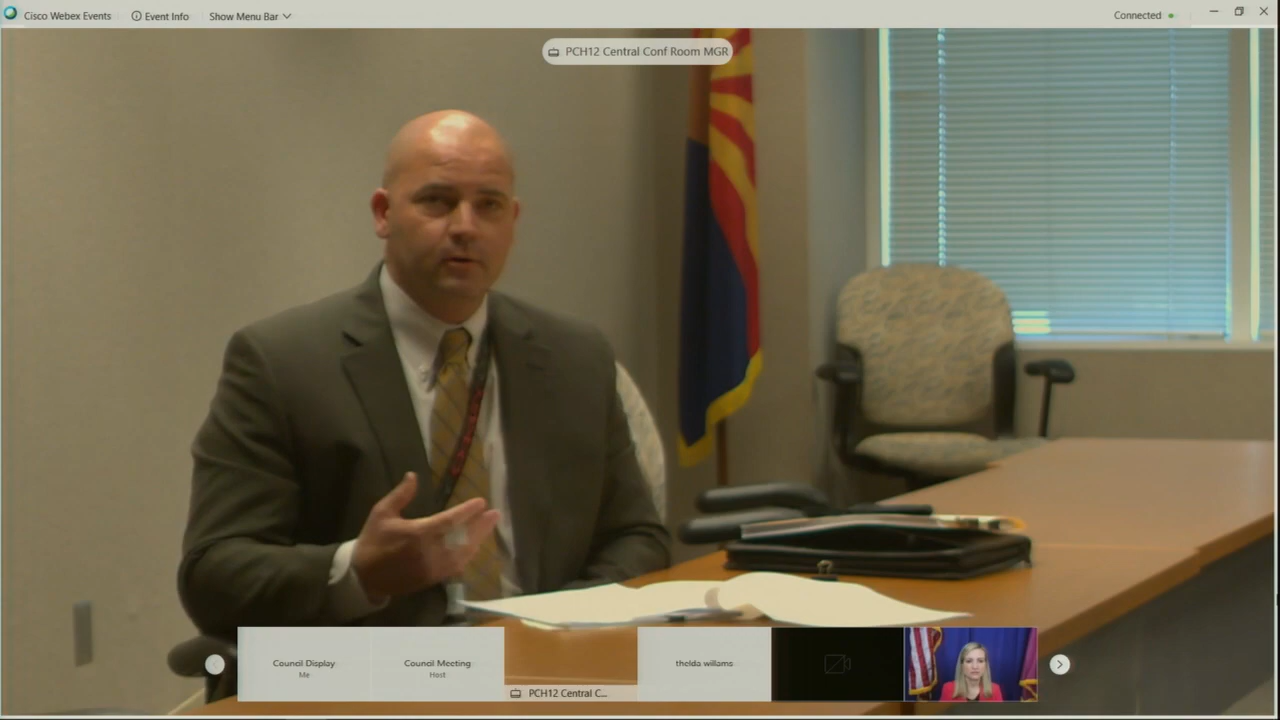 Cisco Webex Events
Event Info
Show Menu Bar
Connected
PCH12 Central Conf Room MGR
Council Display
Me
Council Meeting
Host
PCH12 Central C...
thelda willams